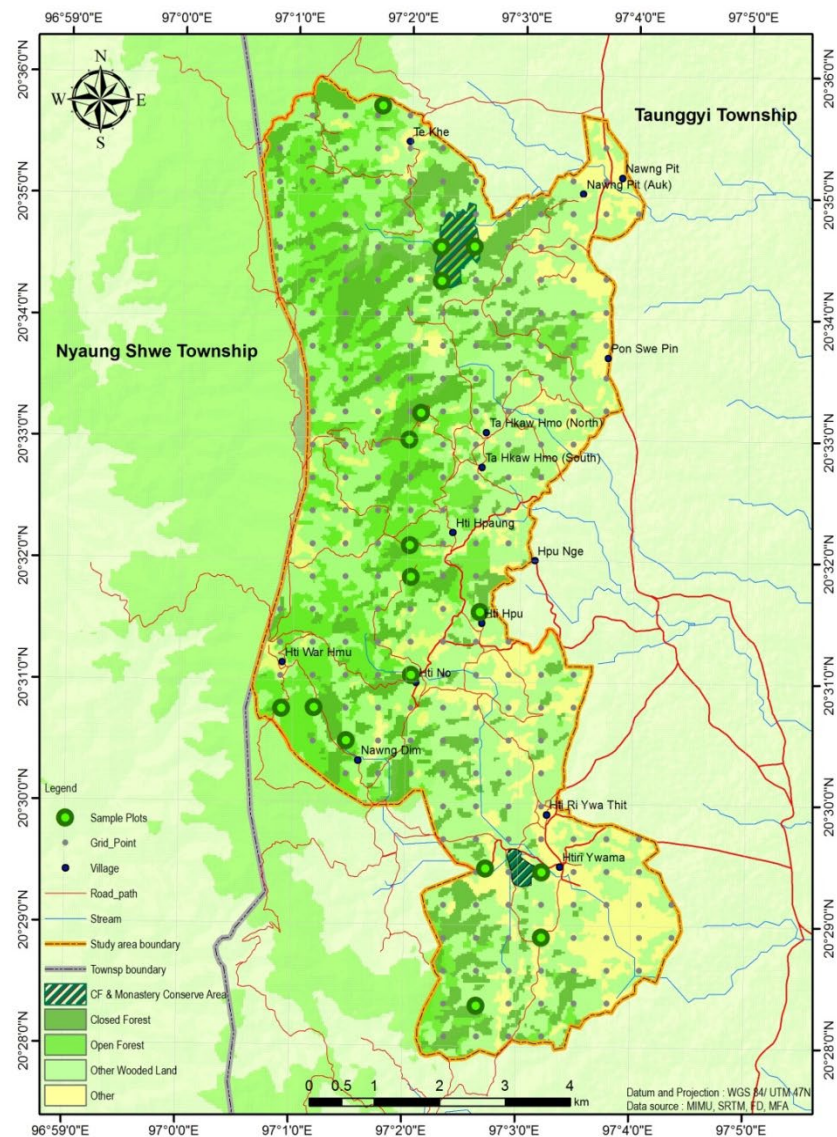 96°59'0"E 97°0'0"E 97°1'0"E 97°2'0"E 97°3'0"E 97°4'0"E 97°5'0"E
20°36'0"N
20°35'0"N
20°34'0"N
20°33'0"N
20°32'0"N
20°31'0"N
20°30'0"N
20°29'0"N
20°28'0"N
20°36'0"N
20°35'0"N
20°34'0"N
20°33'0"N
20°32'0"N
20°31'0"N
20°30'0"N
20°29'0"N
20°28'0"N
N
W E
S
Taunggyi Township
Te Khe
Nawng Pit
Nawng Pit (Auk)
Nyaung Shwe Township
Pon Swe Pin
Ta Hkaw Hmo (North)
Ta Hkaw Hmo (South)
Hti Hpaung
Hpu Nge
Hti Hpu
Hti War Hmu
Hti No
Nawng Dim
Hti Ri Ywa Thit
Htiri Ywama
Legend
Sample Plots
Grid_Point
Village
Road_path
Stream
Study area boundary
Townsp boundary
CF & Monastery Conserve Area
Closed Forest
Open Forest
Other Wooded Land
Other
0 0.5 1 2 3 4
km
Datum and Projection : WGS 84/ UTM 47N
Data source : MIMU, SRTM, FD, MFA
96°59'0"E 97°0'0"E 97°1'0"E 97°2'0"E 97°3'0"E 97°4'0"E 97°5'0"E